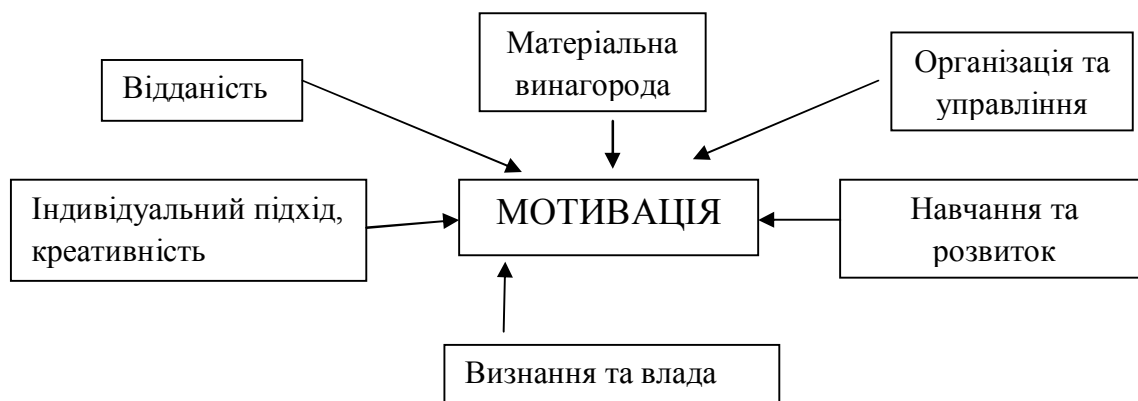 Матеріальна
винагорода
Організація та
управління
Відданість
Індивідуальний підхід,
креативність
МОТИВАЦІЯ
Навчання та
розвиток
Визнання та влада